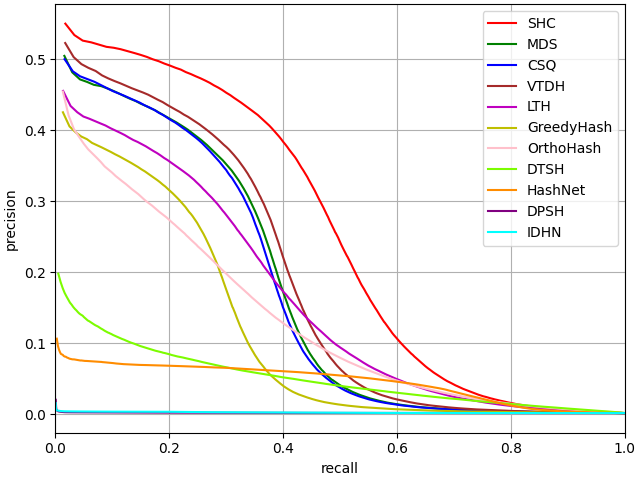 SHC
MDS
CSQ
VTDH
LTH
GreedyHash
OrthoHash
DTSH
HashNet
DPSH
IDHN
precision
0.5
0.4
0.3
0.2
0.1
0.0
0.0 0.2 0.4 0.6 0.8 1.0
recall